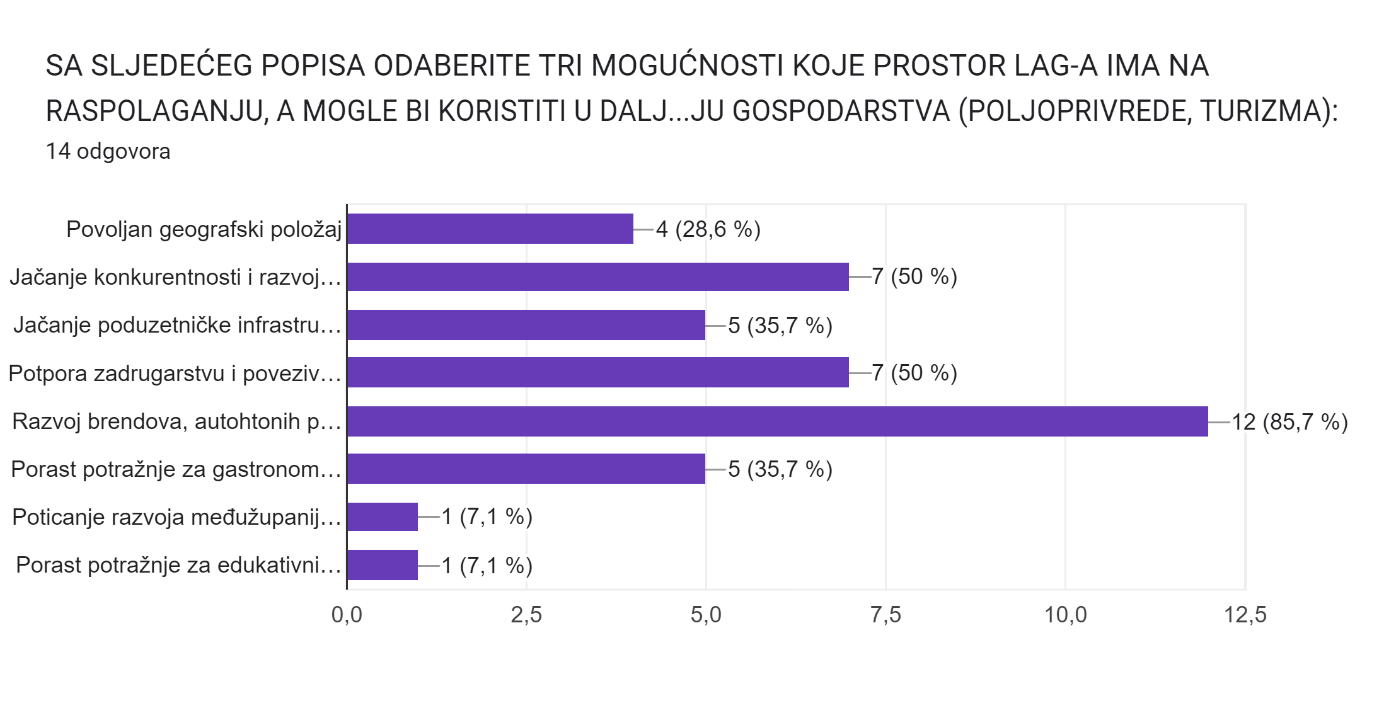 SA SLJEDEĆEG POPISA ODABERITE TRI MOGUĆNOSTI KOJE PROSTOR LAG-A IMA NA
RASPOLAGANJU, A MOGLE BI KORISTITI U DALJ...JU GOSPODARSTVA (POLJOPRIVREDE, TURIZMA):
14 odgovora
Povoljan geografski položaj 4 (28,6 %)
Jačanje konkurentnosti i razvoj… 7 (50 %)
Jačanje poduzetničke infrastru… 5 (35,7 %)
Potpora zadrugarstvu i poveziv… 7 (50 %)
Razvoj brendova, autohtonih p… 12 (85,7 %)
Porast potražnje za gastronom… 5 (35,7 %)
Poticanje razvoja međužupanij… 1 (7,1 %)
Porast potražnje za edukativni… 1 (7,1 %)
0,0 2,5 5,0 7,5 10,0 12,5